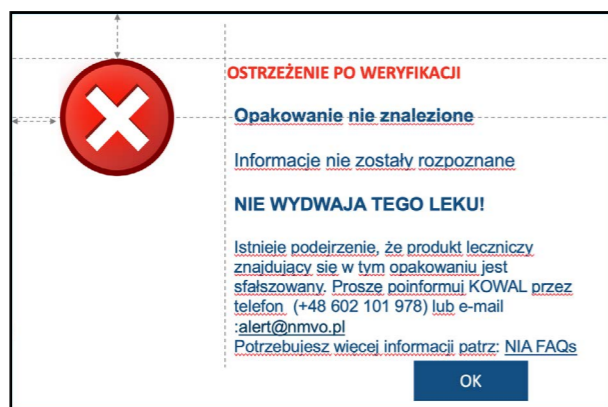 OSTRZEŻENIE PO WERYFIKACJI
Opakowanie nie znalezione
Informacje nie zostały rozpoznane
NIE WYDWAJA TEGO LEKU!
Istnieje podejrzenie, że produkt leczniczy
znajdujący się w tym opakowaniu jest
sfałszowany. Proszę poinformuj KOWAL przez
telefon (+48 602 101 978) lub e-mail
:alert@nmvo.pl
Potrzebujesz więcej informacji patrz: NIA FAQs
OK